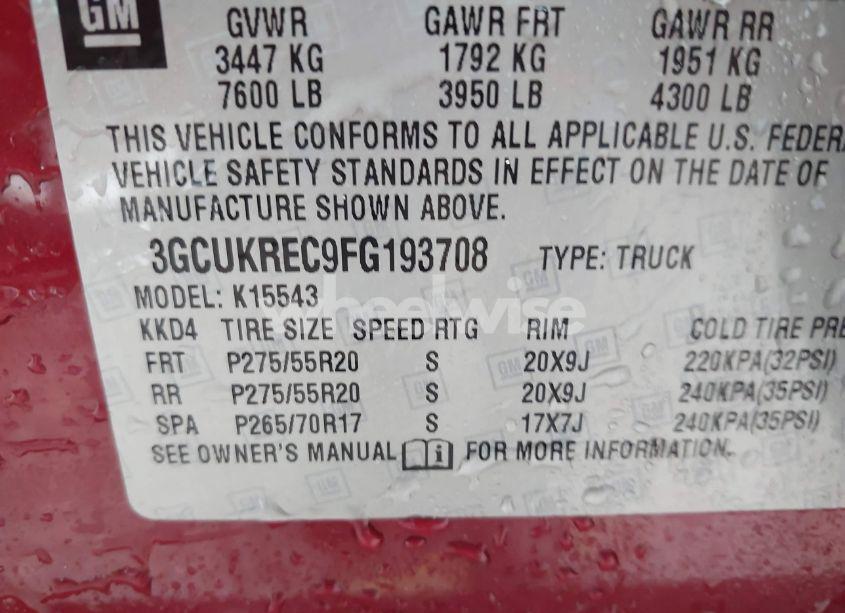 GM
GVWR GAWR FRT GAWR RR
3447 KG 1792 KG 1951 KG
7600 LB 3950 LB 4300 LB
THIS VEHICLE CONFORMS TO ALL APPLICABLE U.S. FEDERA
VEHICLE SAFETY STANDARDS IN EFFECT ON THE DATE OF
MANUFACTURE SHOWN ABOVE.
3GCUKREC9FG193708 TYPE: TRUCK
MODEL: K15543
wheelwise
KKD4 TIRE SIZE SPEED RTG RIM COLD TIRE PRE
FRT P275/55R20 S 20X9J 220KPA(32PSI)
RR P275/55R20 S 20X9J 240KPA(35PSI)
SPA P265/70R17 S 17X7J 240KPA(35PSI)
SEE OWNER'S MANUAL i FOR MORE INFORMATION.